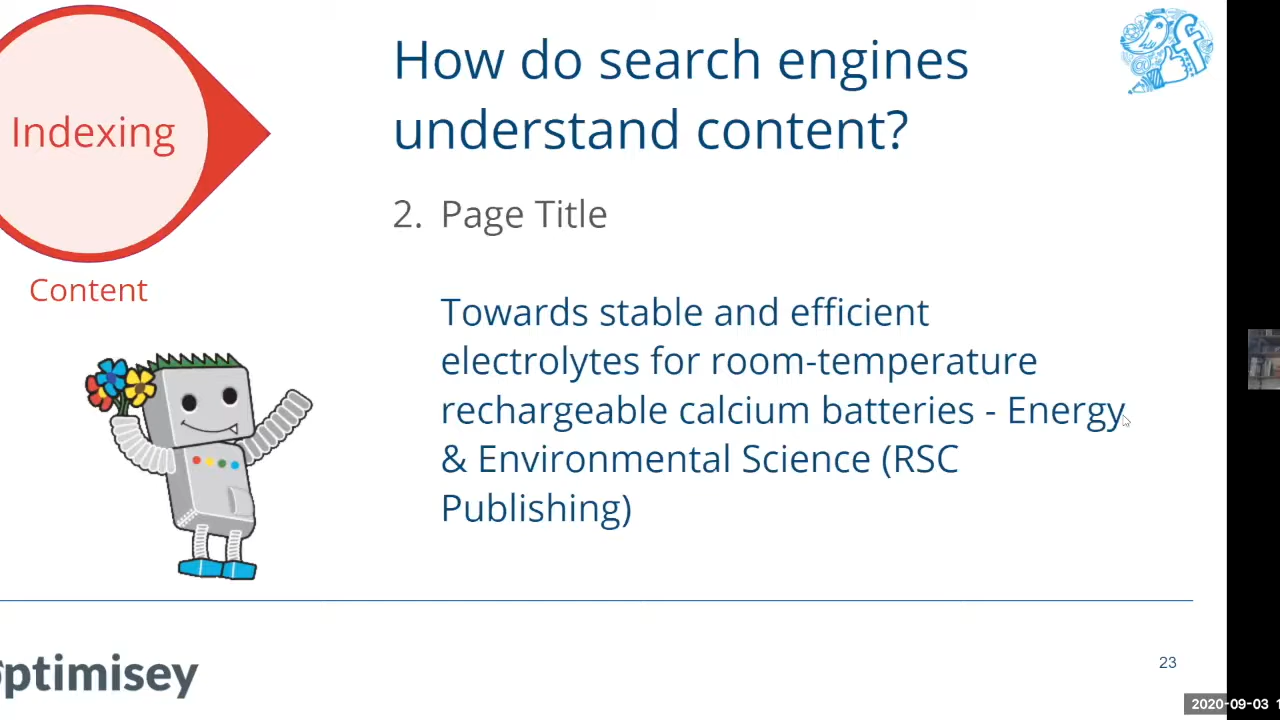 How do search engines
understand content?
Indexing
2. Page Title
Content
Towards stable and efficient
electrolytes for room-temperature
rechargeable calcium batteries - Energy
& Environmental Science (RSC
Publishing)
ptimisey
23
2020-09-03